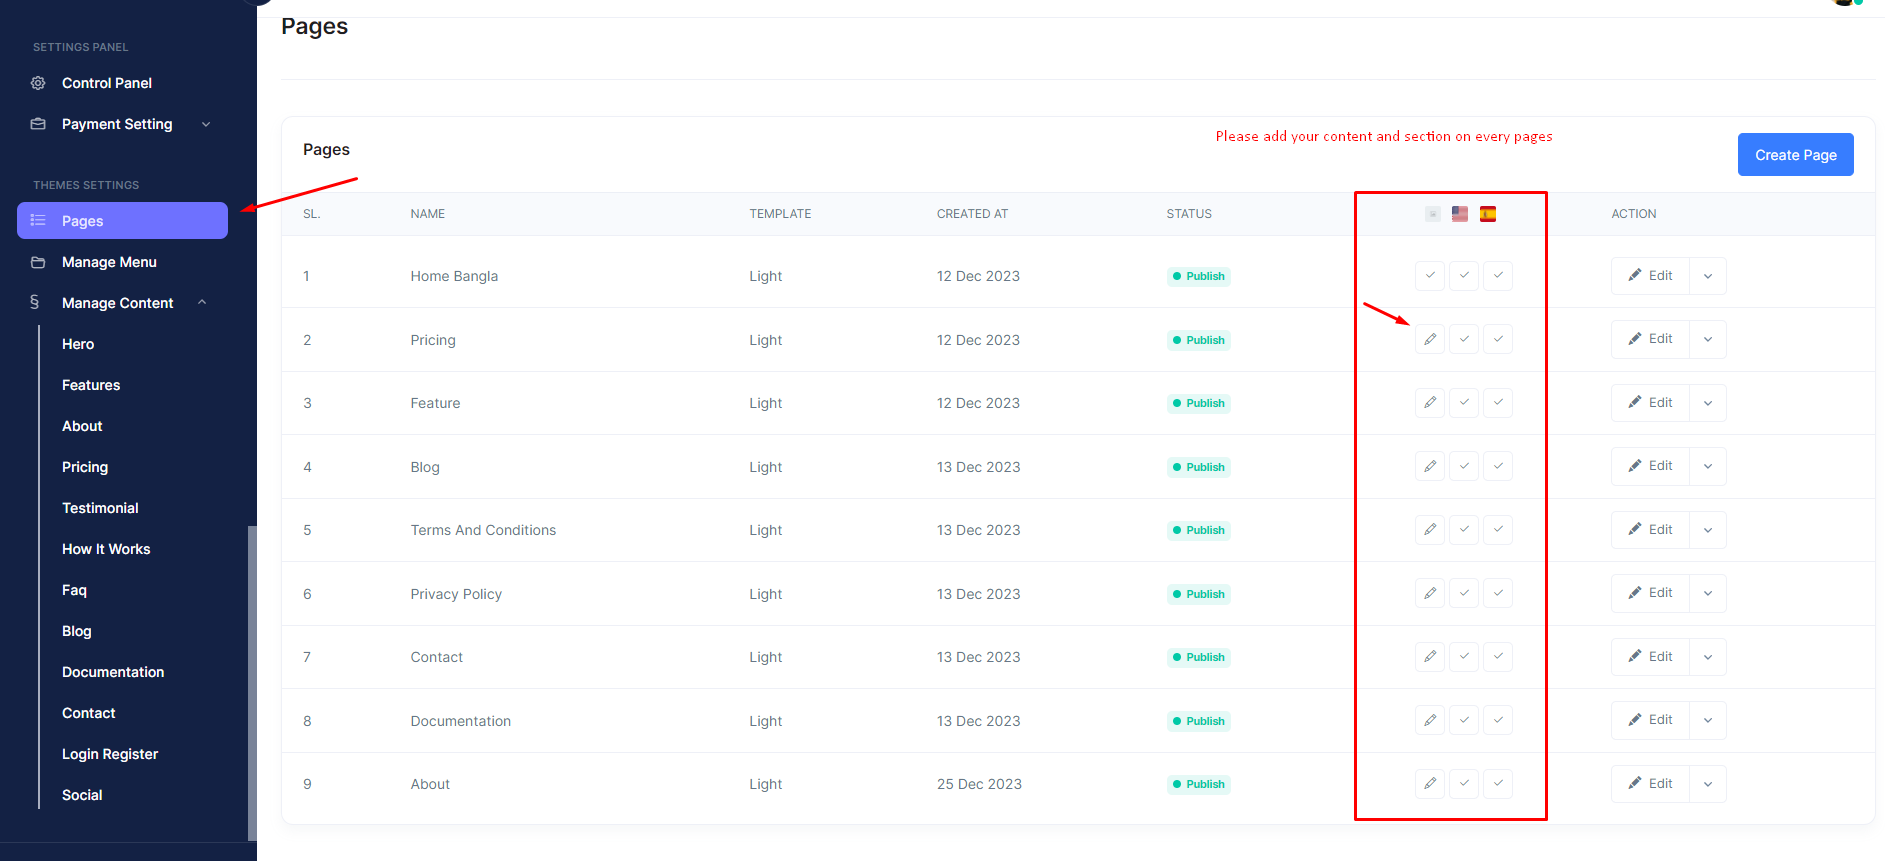 Pages
SETTINGS PANEL
Control Panel
Payment Setting
THEMES SETTINGS
Pages
Manage Menu
Manage Content
Hero
Features
About
Pricing
Testimonial
How It Works
Faq
Blog
Documentation
Contact
Login Register
Social
Pages
Please add your content and section on every pages
Create Page
SL. NAME TEMPLATE CREATED AT STATUS ACTION
1 Home Bangla Light 12 Dec 2023 Publish Edit
2 Pricing Light 12 Dec 2023 Publish Edit
3 Feature Light 12 Dec 2023 Publish Edit
4 Blog Light 13 Dec 2023 Publish Edit
5 Terms And Conditions Light 13 Dec 2023 Publish Edit
6 Privacy Policy Light 13 Dec 2023 Publish Edit
7 Contact Light 13 Dec 2023 Publish Edit
8 Documentation Light 13 Dec 2023 Publish Edit
9 About Light 25 Dec 2023 Publish Edit